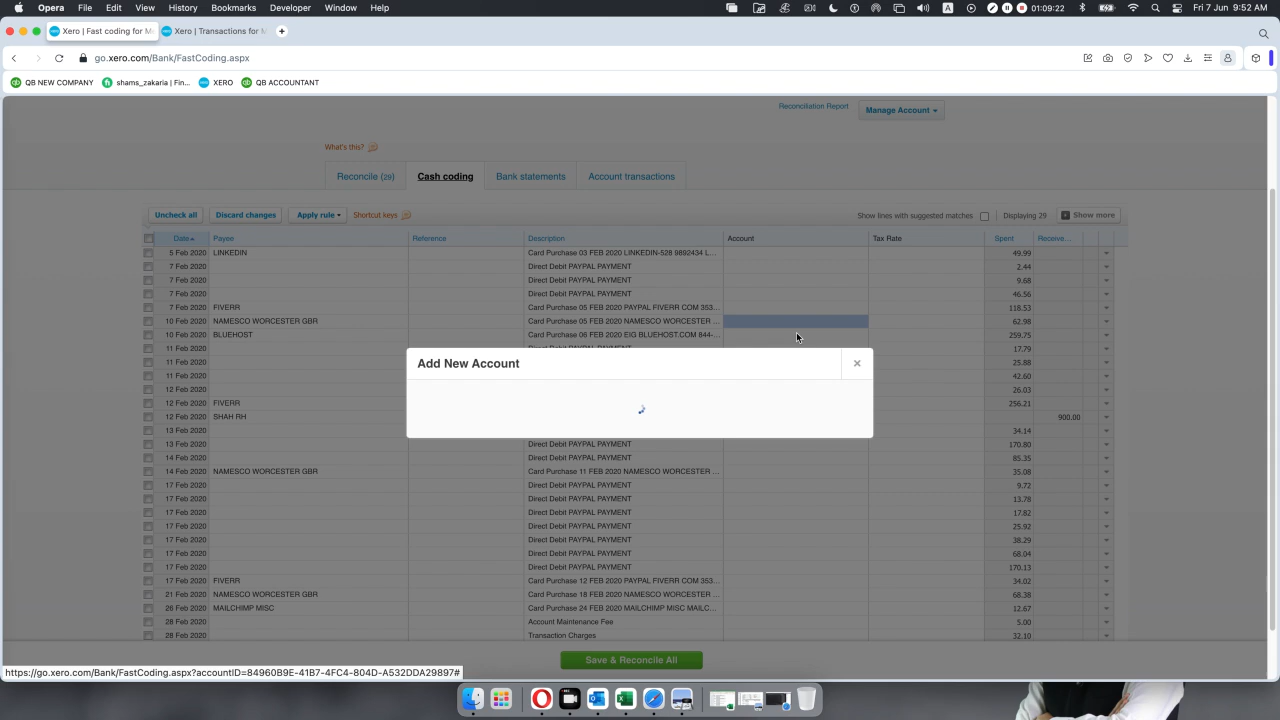 Opera File Edit View History Bookmarks Developer Window Help 01:09:22 A Fri 7 Jun 9:52 AM
Xero | Fast coding for M Xero | Transactions for M
go.xero.com/Bank/FastCoding.aspx
QB NEW COMPANY shams_zakaria | Fin... XERO QB ACCOUNTANT
Reconciliation Report Manage Account
What's this?
Reconcile (29) Cash coding Bank statements Account transactions
Uncheck all Discard changes Apply rule Shortcut keys Show lines with suggested matches Displaying 29 Show more
Date Payee Reference Description Account Tax Rate Spent Receive...
5 Feb 2020 LINKEDIN Card Purchase 03 FEB 2020 LINKEDIN-528 9892434 L... 49.99
7 Feb 2020 Direct Debit PAYPAL PAYMENT 2.44
7 Feb 2020 Direct Debit PAYPAL PAYMENT 9.68
7 Feb 2020 Direct Debit PAYPAL PAYMENT 46.56
7 Feb 2020 FIVERR Card Purchase 05 FEB 2020 PAYPAL FIVERR COM 353... 118.53
10 Feb 2020 NAMESCO WORCESTER GBR Card Purchase 05 FEB 2020 NAMESCO WORCESTER ... 62.98
10 Feb 2020 BLUEHOST Card Purchase 06 FEB 2020 EIG BLUEHOST.COM 844-... 259.75
11 Feb 2020 17.79
11 Feb 2020 25.88
11 Feb 2020 42.60
12 Feb 2020 26.03
12 Feb 2020 FIVERR 256.21
12 Feb 2020 SHAH RH 900.00
13 Feb 2020 34.14
13 Feb 2020 Direct Debit PAYPAL PAYMENT 170.80
14 Feb 2020 Direct Debit PAYPAL PAYMENT 85.35
14 Feb 2020 NAMESCO WORCESTER GBR Card Purchase 11 FEB 2020 NAMESCO WORCESTER ... 35.08
17 Feb 2020 Direct Debit PAYPAL PAYMENT 9.72
17 Feb 2020 Direct Debit PAYPAL PAYMENT 13.78
17 Feb 2020 Direct Debit PAYPAL PAYMENT 17.82
17 Feb 2020 Direct Debit PAYPAL PAYMENT 25.92
17 Feb 2020 Direct Debit PAYPAL PAYMENT 38.29
17 Feb 2020 Direct Debit PAYPAL PAYMENT 68.04
17 Feb 2020 Direct Debit PAYPAL PAYMENT 170.13
17 Feb 2020 FIVERR Card Purchase 12 FEB 2020 PAYPAL FIVERR COM 353... 34.02
21 Feb 2020 NAMESCO WORCESTER GBR Card Purchase 18 FEB 2020 NAMESCO WORCESTER ... 68.38
26 Feb 2020 MAILCHIMP MISC Card Purchase 24 FEB 2020 MAILCHIMP MISC MAILC... 12.67
28 Feb 2020 Account Maintenance Fee 5.00
28 Feb 2020 Transaction Charges 32.10
Add New Account
Save & Reconcile All
https://go.xero.com/Bank/FastCoding.aspx?accountID=84960B9E-41B7-4FC4-804D-A532DDA29897#